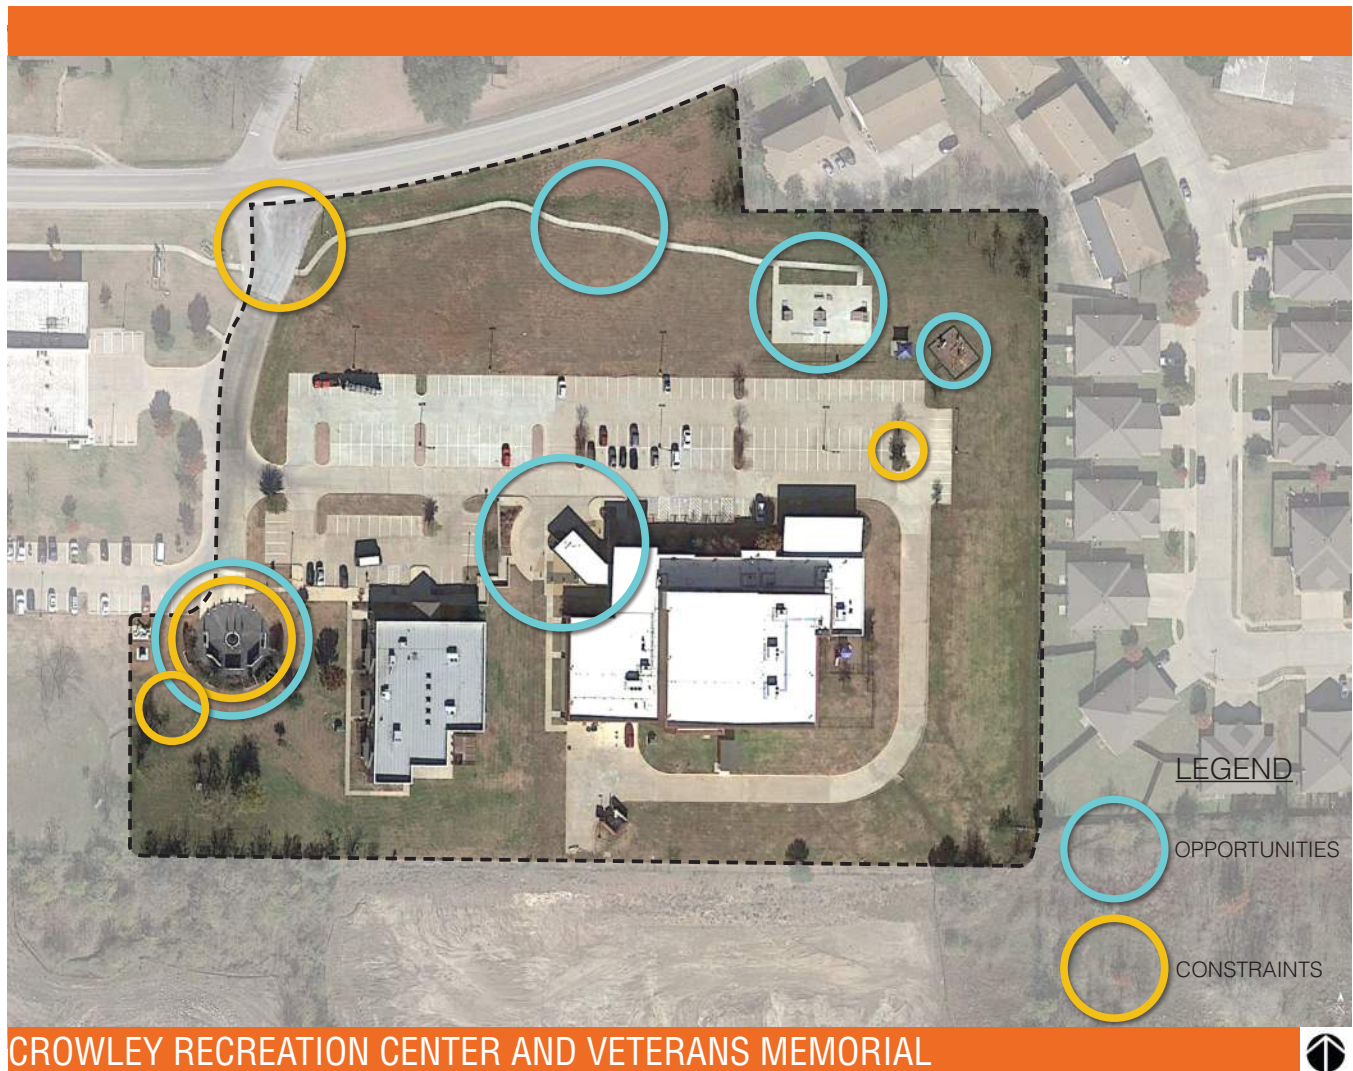 LEGEND
OPPORTUNITIES
CONSTRAINTS
CROWLEY RECREATION CENTER AND VETERANS MEMORIAL